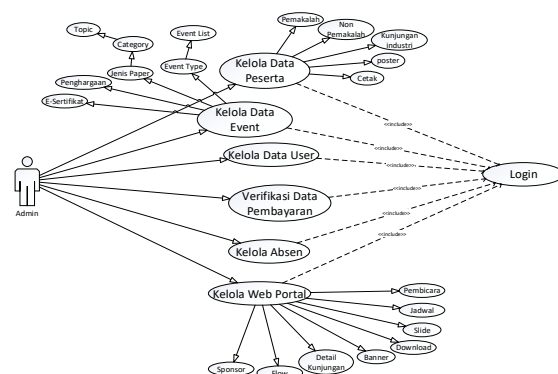 Pemakalah
Non
Pemakalah
Kunjungan
industri
poster
Cetak
Topic
Category
Event List
Event Type
Jenis Paper
Penghargaan
E-Sertifikat
Kelola Data
Peserta
Kelola Data
Event
Kelola Data User
Verifikasi Data
Pembayaran
Kelola Absen
Kelola Web Portal
Admin
<<include>>
<<include>>
<<include>>
<<include>>
<<include>>
<<include>>
Login
Pembicara
Jadwal
Slide
Download
Banner
Detail
Kunjungan
Flow
Sponsor